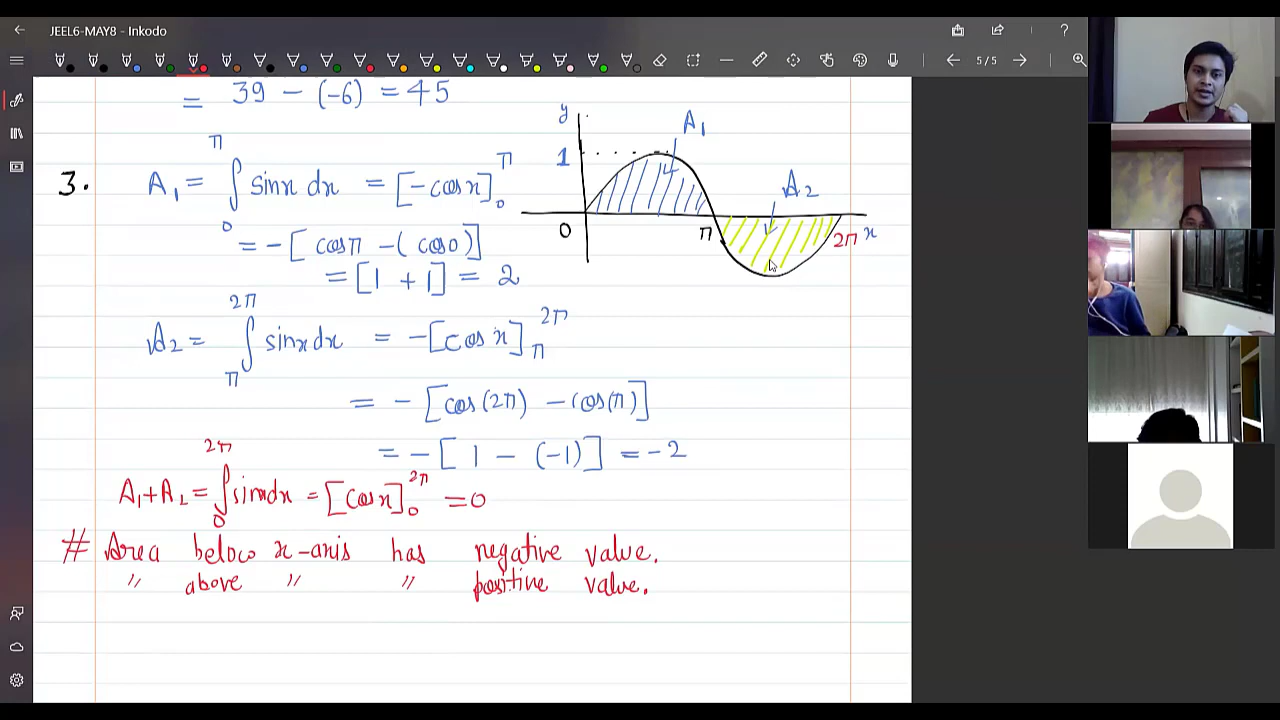 JEEL6-MAY8 - Inkodo
5 / 5
= 39 - (-6) = 45
3. A₁ = ∫₀^π sinx dx = [-cosx]₀^π
= -[cosπ - (cos0)]
= [1 + 1] = 2
A₂ = ∫_π^2π sinx dx = -[cos x]_π^2π
= - [cos(2π) - cos(π)]
= - [1 - (-1)] = -2
A₁+A₂ = ∫₀^2π sinx dx = [cosx]₀^2π = 0
# Area below x-axis has negative value.
" above " " positive value.
y
A₁
1
A₂
0
π
2π x